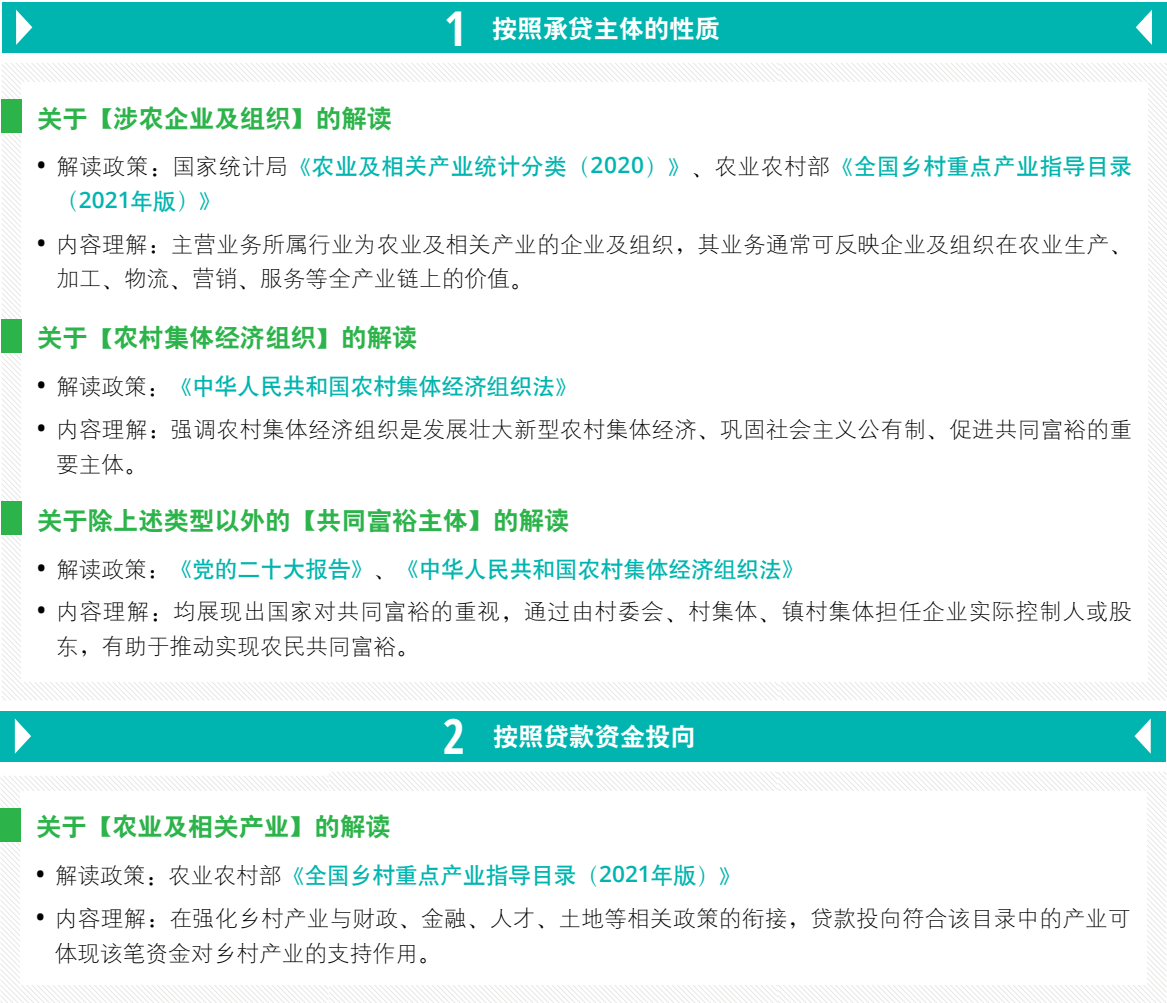 1 按照承贷主体的性质
关于【涉农企业及组织】的解读
• 解读政策：国家统计局《农业及相关产业统计分类（2020）》、农业农村部《全国乡村重点产业指导目录
（2021年版）》
• 内容理解：主营业务所属行业为农业及相关产业的企业及组织，其业务通常可反映企业及组织在农业生产、
加工、物流、营销、服务等全产业链上的价值。
关于【农村集体经济组织】的解读
• 解读政策：《中华人民共和国农村集体经济组织法》
• 内容理解：强调农村集体经济组织是发展壮大新型农村集体经济、巩固社会主义公有制、促进共同富裕的重
要主体。
关于除上述类型以外的【共同富裕主体】的解读
• 解读政策：《党的二十大报告》、《中华人民共和国农村集体经济组织法》
• 内容理解：均展现出国家对共同富裕的重视，通过由村委会、村集体、镇村集体担任企业实际控制人或股
东，有助于推动实现农民共同富裕。
2 按照贷款资金投向
关于【农业及相关产业】的解读
• 解读政策：农业农村部《全国乡村重点产业指导目录（2021年版）》
• 内容理解：在强化乡村产业与财政、金融、人才、土地等相关政策的衔接，贷款投向符合该目录中的产业可
体现该笔资金对乡村产业的支持作用。